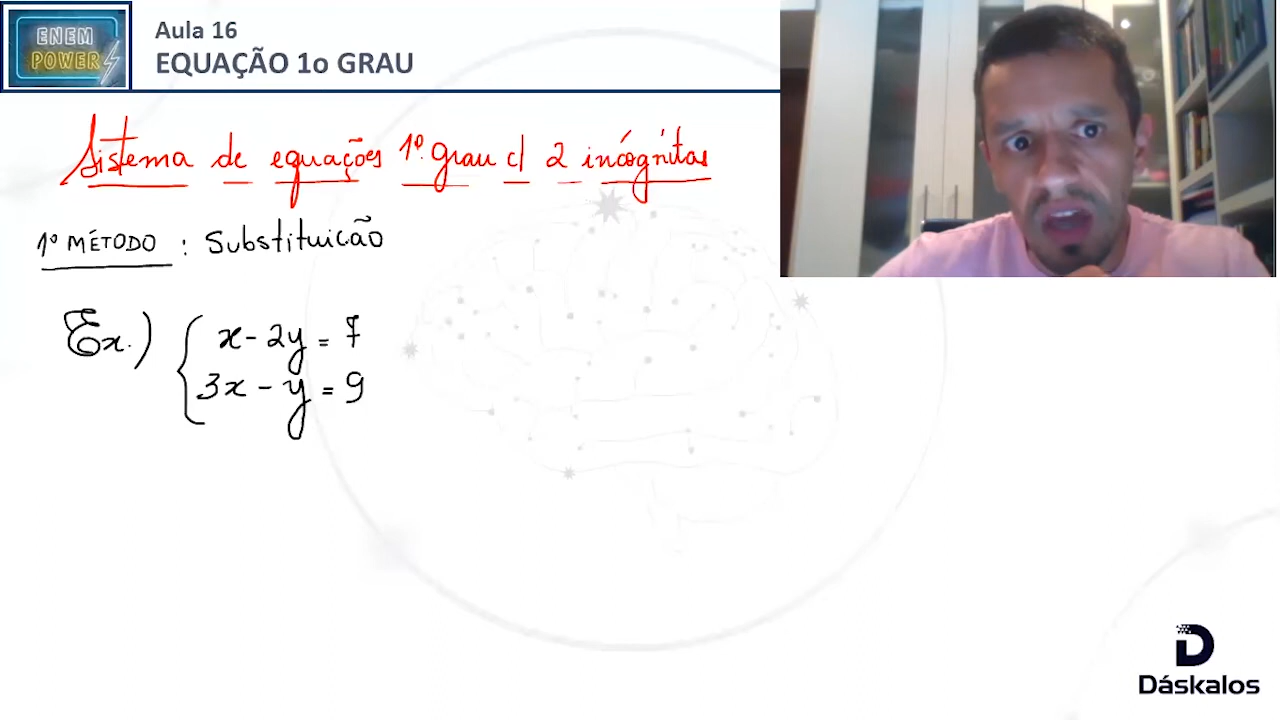 ENEM
POWER
Aula 16
EQUAÇÃO 1o GRAU
Sistema de equações 1º. grau c/ 2 incógnitas
1º MÉTODO : Substituição
Ex.) { x - 2y = 7
3x - y = 9
Dáskalos